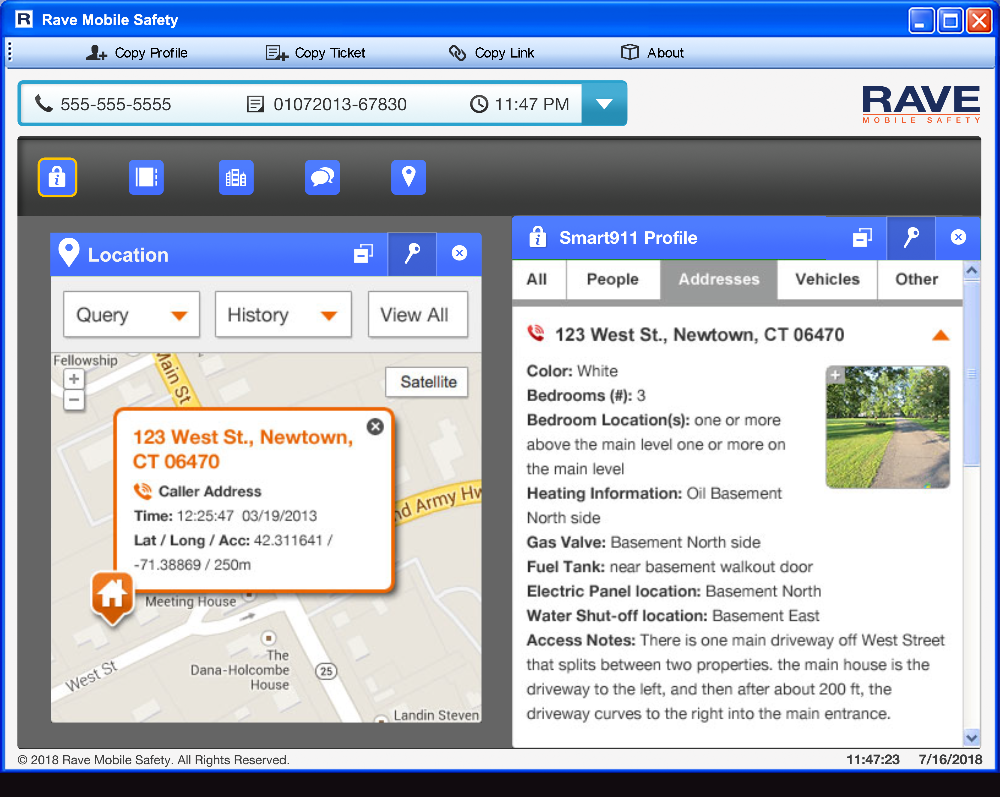 R Rave Mobile Safety
Copy Profile
Copy Ticket
Copy Link
About
555-555-5555
01072013-67830
11:47 PM
RAVE
MOBILE SAFETY
Location
Query
History
View All
Fellowship
Main St
+
−
Satellite
123 West St., Newtown,
CT 06470
Caller Address
Time: 12:25:47 03/19/2013
Lat / Long / Acc: 42.311641 /
-71.38869 / 250m
nd Army Hw
Meeting House
The
Dana-Holcombe
House
25
West St
Landin Steven
Smart911 Profile
All
People
Addresses
Vehicles
Other
123 West St., Newtown, CT 06470
Color: White
Bedrooms (#): 3
Bedroom Location(s): one or more
above the main level one or more on
the main level
Heating Information: Oil Basement
North side
Gas Valve: Basement North side
Fuel Tank: near basement walkout door
Electric Panel location: Basement North
Water Shut-off location: Basement East
Access Notes: There is one main driveway off West Street
that splits between two properties. the main house is the
driveway to the left, and then after about 200 ft, the
driveway curves to the right into the main entrance.
© 2018 Rave Mobile Safety. All Rights Reserved.
11:47:23 7/16/2018